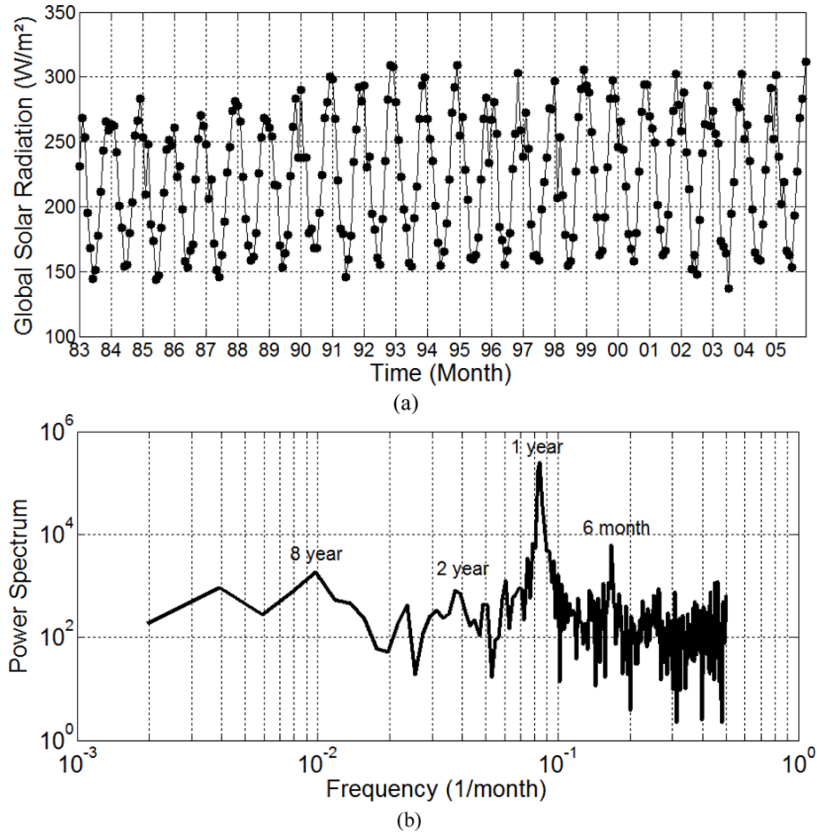 (a)
Global Solar Radiation (W/m²)
350
300
250
200
150
100
83 84 85 86 87 88 89 90 91 92 93 94 95 96 97 98 99 00 01 02 03 04 05
Time (Month)
(a)
Power Spectrum
10⁶
10⁴
10²
10⁰
8 year
2 year
1 year
6 month
10⁻³ 10⁻² 10⁻¹ 10⁰
Frequency (1/month)
(b)